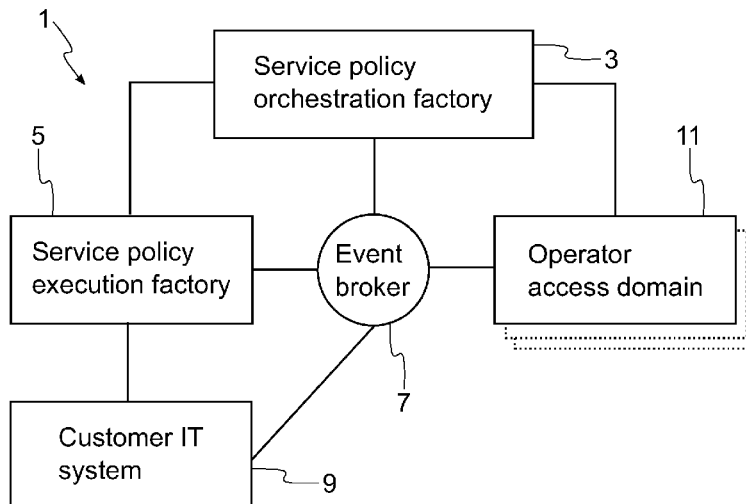 1
Service policy
orchestration factory
3
5
11
Service policy
execution factory
Event
broker
Operator
access domain
7
Customer IT
system
9